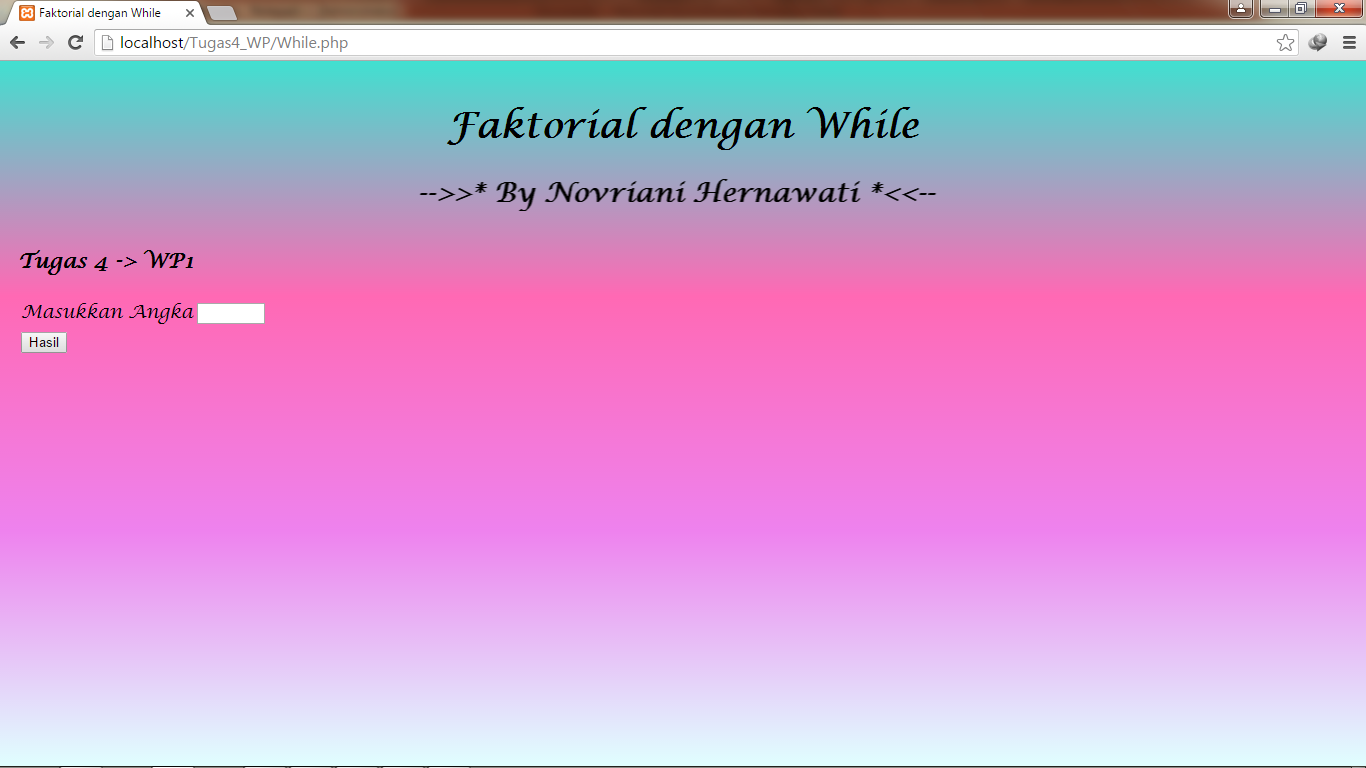 Faktorial dengan While
localhost/Tugas4_WP/While.php
Faktorial dengan While
-->>* By Novriani Hernawati *<<--
Tugas 4 -> WP1
Masukkan Angka
Hasil